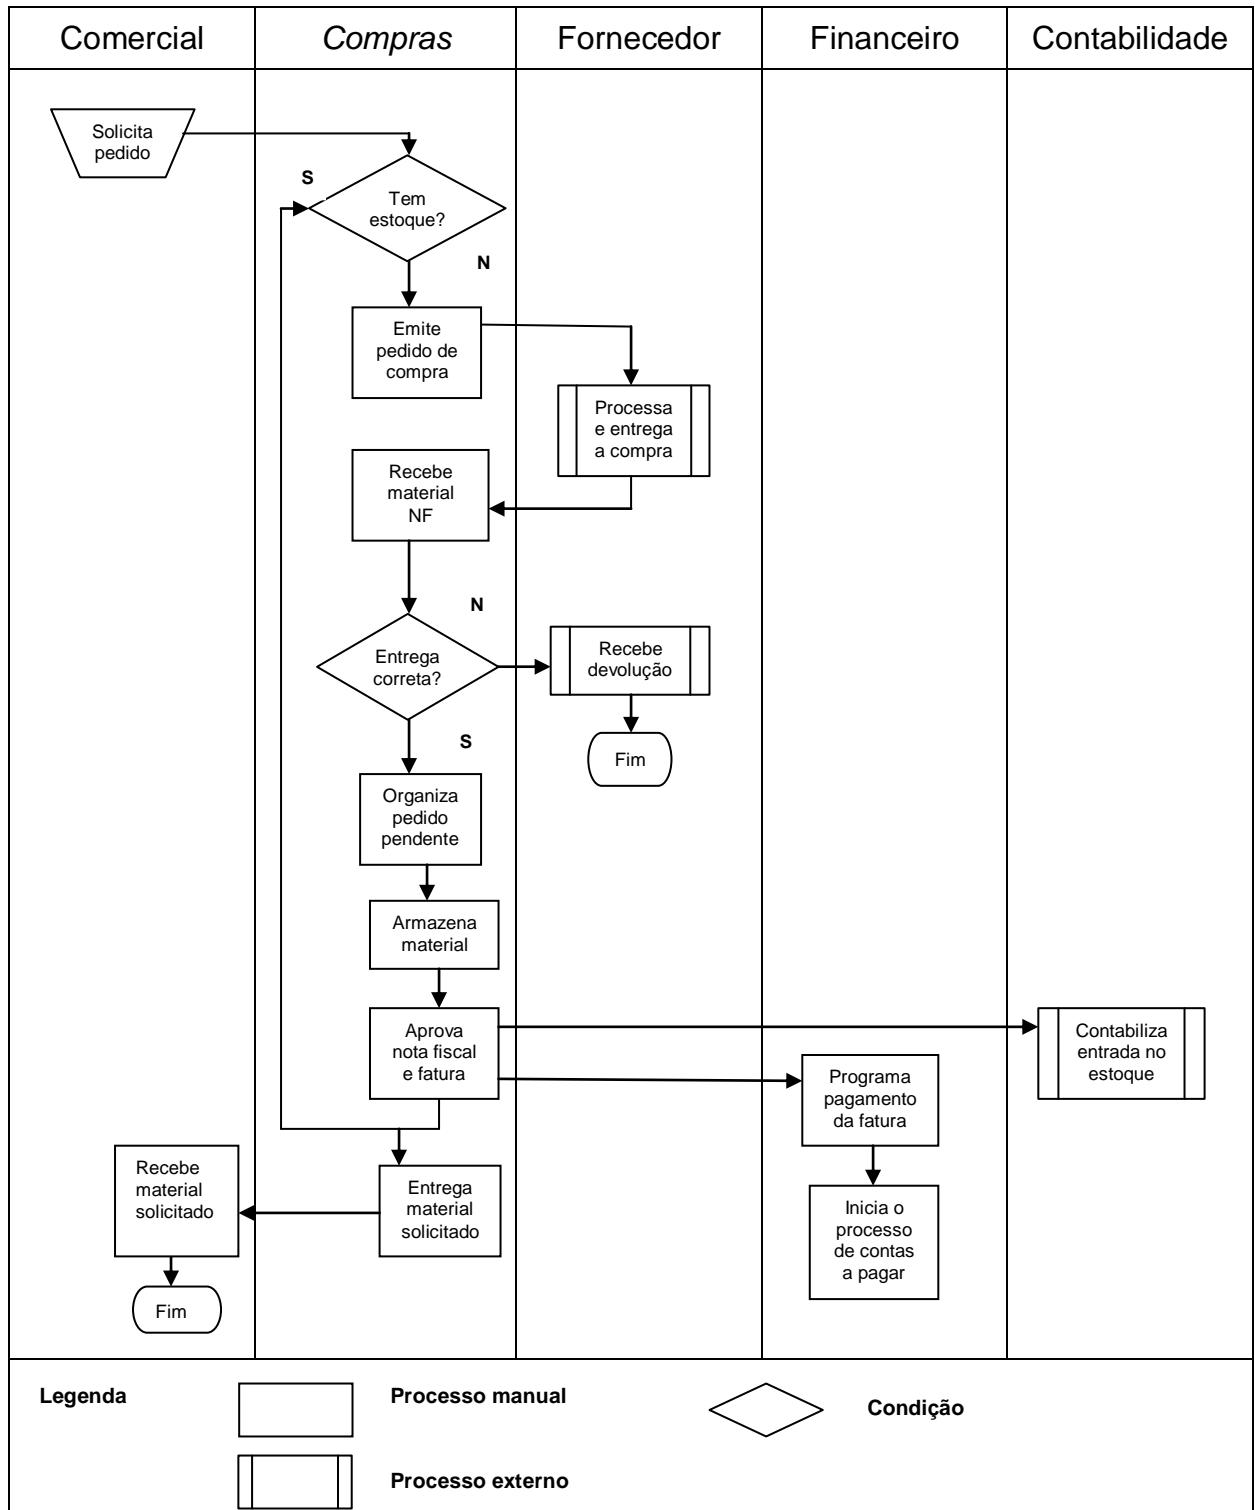 Comercial
Compras
Fornecedor
Financeiro
Contabilidade
Solicita
pedido
S
Tem
estoque?
N
Emite
pedido de
compra
Processa
e entrega
a compra
Recebe
material
NF
N
Entrega
correta?
Recebe
devolução
S
Fim
Organiza
pedido
pendente
Armazena
material
Aprova
nota fiscal
e fatura
Contabiliza
entrada no
estoque
Programa
pagamento
da fatura
Recebe
material
solicitado
Entrega
material
solicitado
Inicia o
processo
de contas
a pagar
Fim
Legenda
Processo manual
Condição
Processo externo